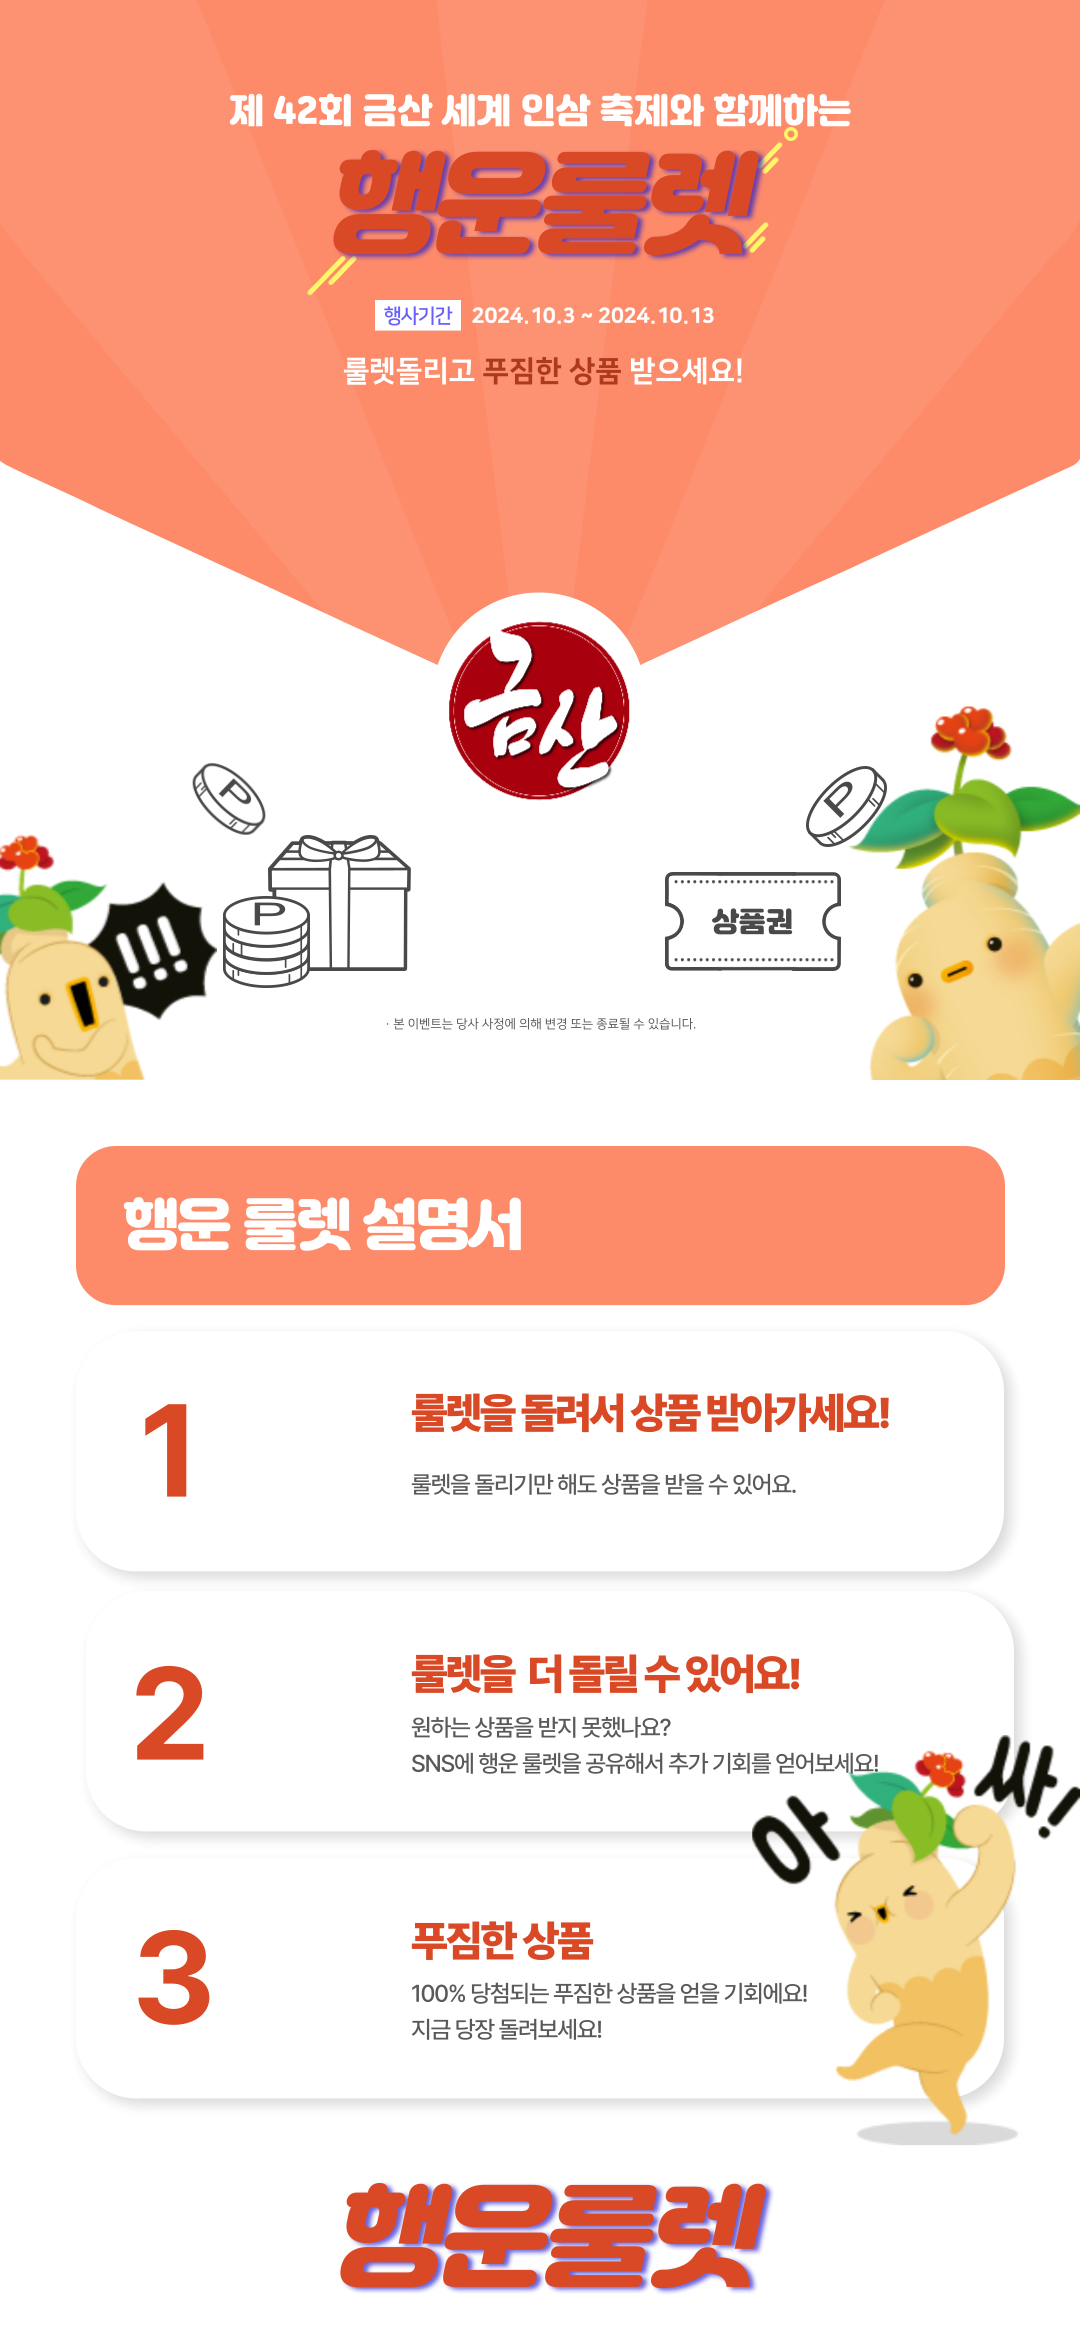 제 42회 금산 세계 인삼 축제와 함께하는
행운룰렛
행사기간 2024.10.3 ~ 2024.10.13
룰렛돌리고 푸짐한 상품 받으세요!
금산
P
P
P
!!!
상품권
· 본 이벤트는 당사 사정에 의해 변경 또는 종료될 수 있습니다.
행운 룰렛 설명서
1
룰렛을 돌려서 상품 받아가세요!
룰렛을 돌리기만 해도 상품을 받을 수 있어요.
2
룰렛을 더 돌릴 수 있어요!
원하는 상품을 받지 못했나요?
SNS에 행운 룰렛을 공유해서 추가 기회를 얻어보세요!
아싸!
3
푸짐한 상품
100% 당첨되는 푸짐한 상품을 얻을 기회에요!
지금 당장 돌려보세요!
행운룰렛